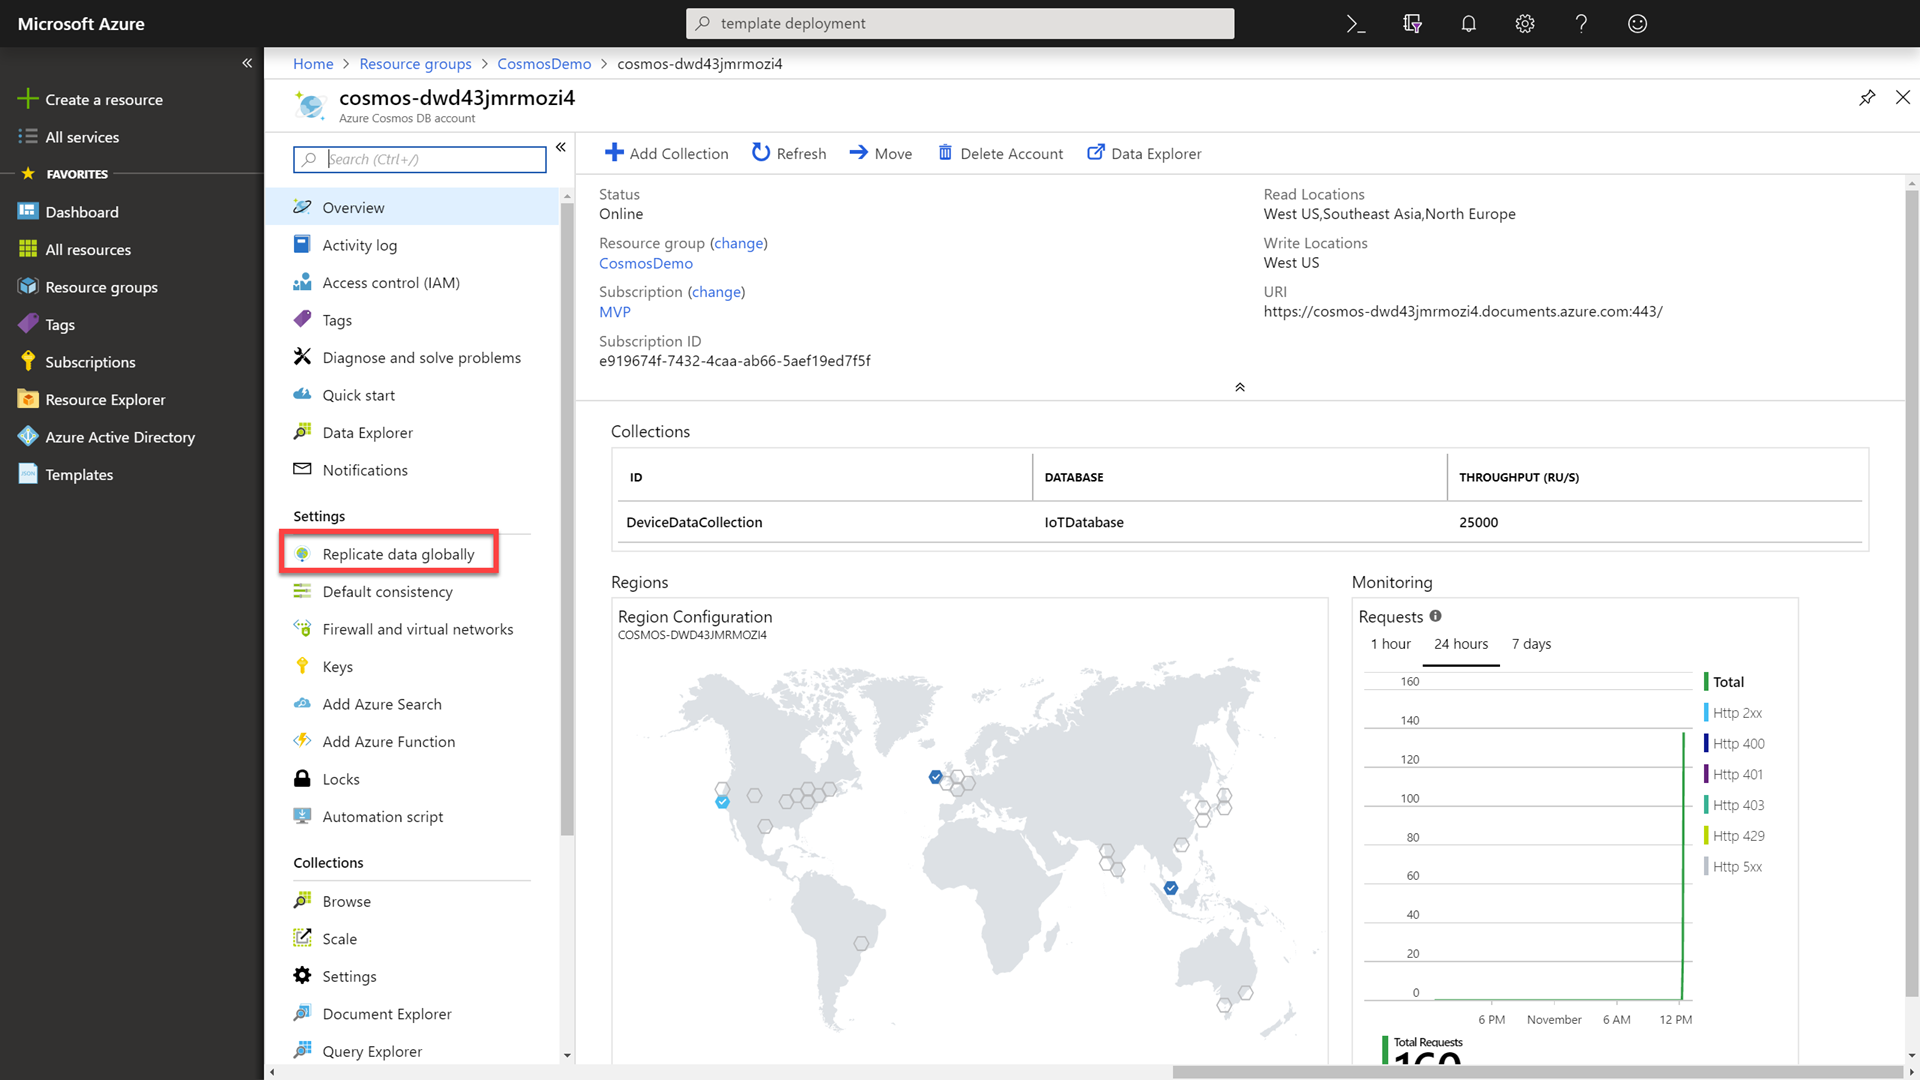 Microsoft Azure
template deployment
Home > Resource groups > CosmosDemo > cosmos-dwd43jmrmozi4
cosmos-dwd43jmrmozi4
Azure Cosmos DB account
Create a resource
All services
FAVORITES
Dashboard
All resources
Resource groups
Tags
Subscriptions
Resource Explorer
Azure Active Directory
Templates
Search (Ctrl+/)
Overview
Activity log
Access control (IAM)
Tags
Diagnose and solve problems
Quick start
Data Explorer
Notifications
Settings
Replicate data globally
Default consistency
Firewall and virtual networks
Keys
Add Azure Search
Add Azure Function
Locks
Automation script
Collections
Browse
Scale
Settings
Document Explorer
Query Explorer
Add Collection Refresh Move Delete Account Data Explorer
Status
Online
Resource group (change)
CosmosDemo
Subscription (change)
MVP
Subscription ID
e919674f-7432-4caa-ab66-5aef19ed7f5f
Read Locations
West US,Southeast Asia,North Europe
Write Locations
West US
URI
https://cosmos-dwd43jmrmozi4.documents.azure.com:443/
Collections
ID DATABASE THROUGHPUT (RU/S)
DeviceDataCollection IoTDatabase 25000
Regions
Region Configuration
COSMOS-DWD43JMRMOZI4
Monitoring
Requests
1 hour 24 hours 7 days
160
140
120
100
80
60
40
20
0
6 PM November 6 AM 12 PM
Total
Http 2xx
Http 400
Http 401
Http 403
Http 429
Http 5xx
Total Requests
160